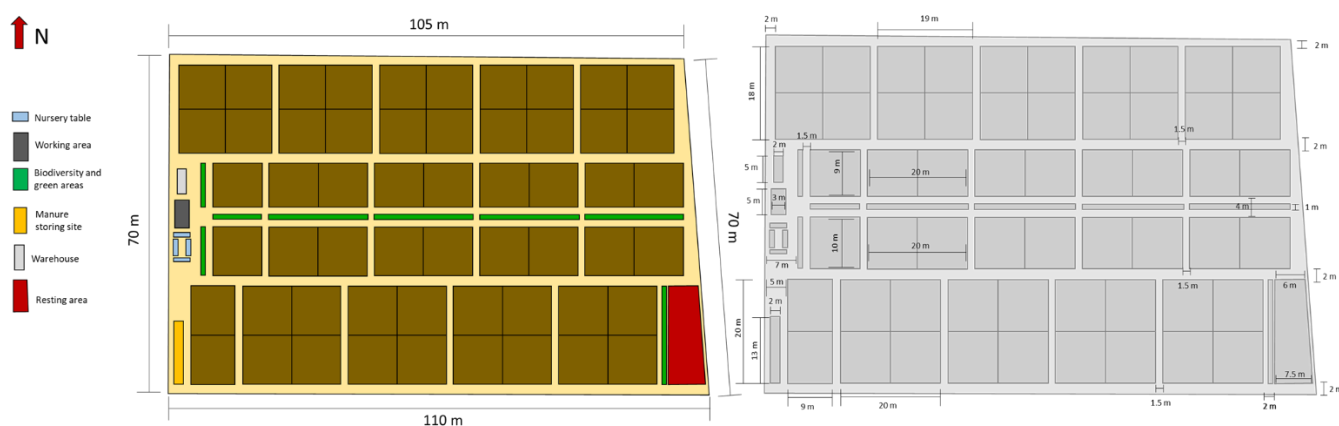 N
Nursery table
Working area
Biodiversity and
green areas
Manure
storing site
Warehouse
Resting area
105 m
70 m
70 m
110 m
2 m
19 m
2 m
18 m
1.5 m
1.5 m
2 m
2 m
5 m
9 m
20 m
5 m
3 m
4 m
1 m
10 m
20 m
7 m
2 m
5 m
1.5 m
6 m
2 m
20 m
13 m
7.5 m
2 m
9 m
20 m
1.5 m
2 m